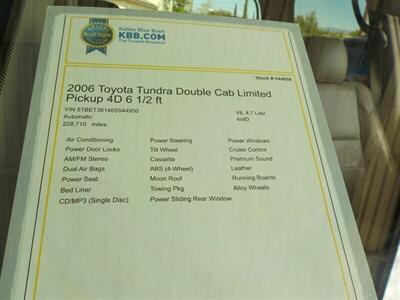 Kelley Blue Book
KBB.COM
The Trusted Resource
BLUE BOOK
Stock # 544950
2006 Toyota Tundra Double Cab Limited
Pickup 4D 6 1/2 ft
VIN 5TBET38146S544950
V8, 4.7 Liter
Automatic
4WD
228,710 miles
Air Conditioning Power Steering Power Windows
Power Door Locks Tilt Wheel Cruise Control
AM/FM Stereo Cassette Premium Sound
Dual Air Bags ABS (4-Wheel) Leather
Power Seat Moon Roof Running Boards
Bed Liner Towing Pkg Alloy Wheels
CD/MP3 (Single Disc) Power Sliding Rear Window